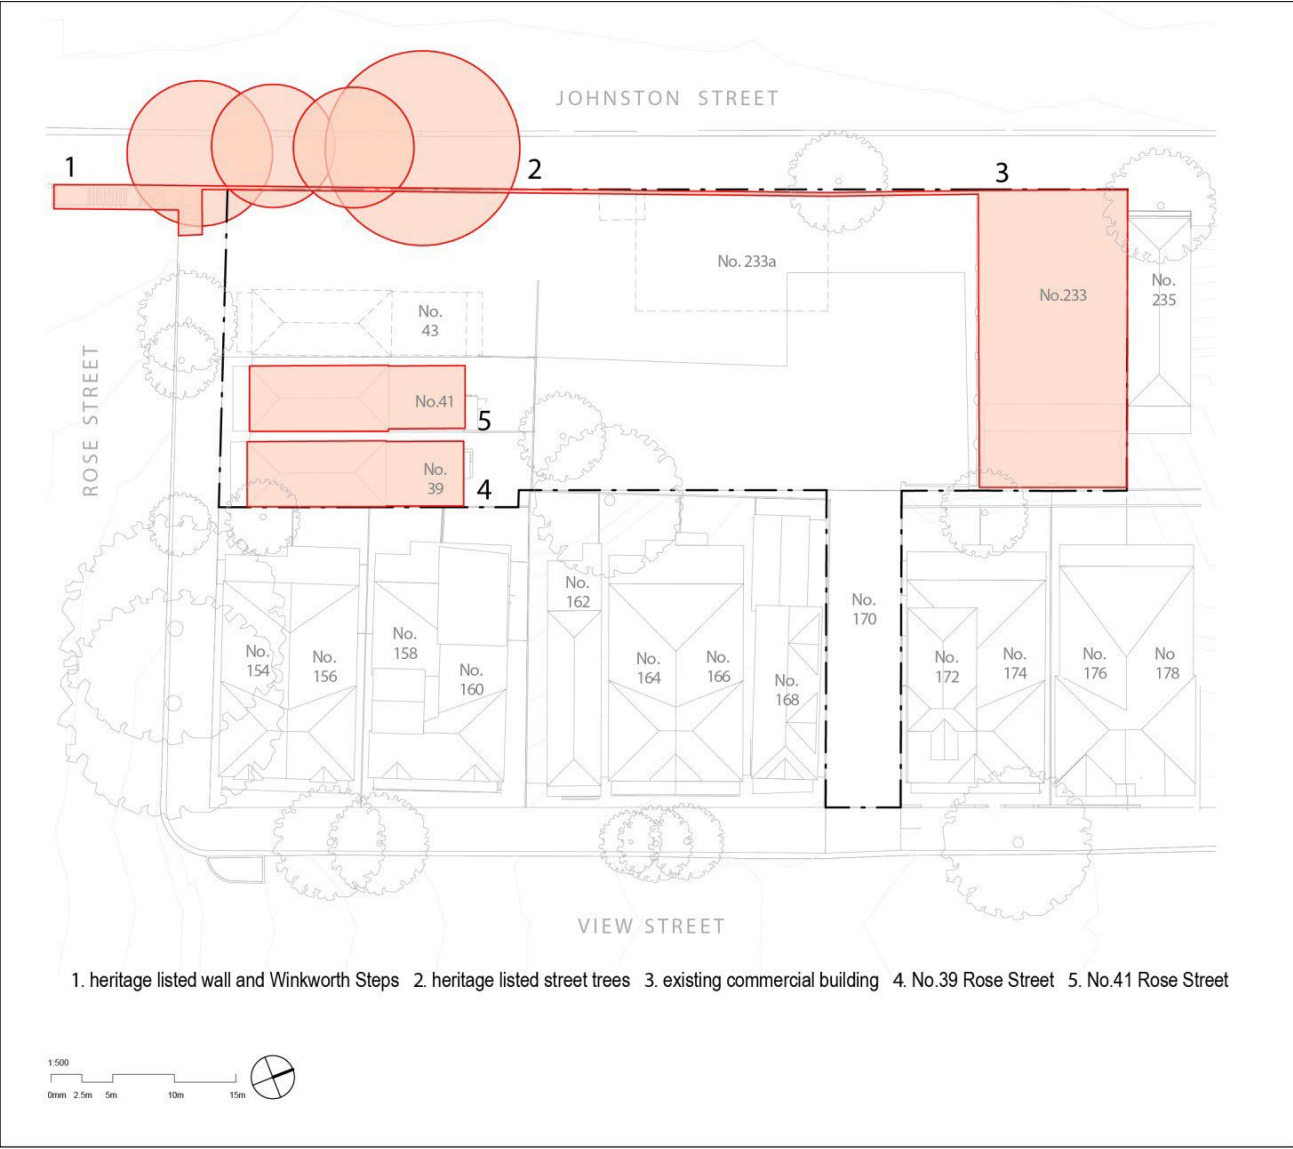 JOHNSTON STREET
1
2
3
No. 233a
No.233
No.
235
No.
43
No.41
5
No.
39
4
ROSE STREET
No.
154
No.
156
No.
158
No.
160
No.
162
No.
164
No.
166
No.
168
No.
170
No.
172
No.
174
No.
176
No
178
VIEW STREET
1. heritage listed wall and Winkworth Steps 2. heritage listed street trees 3. existing commercial building 4. No.39 Rose Street 5. No.41 Rose Street
1:500
0mm 2.5m 5m 10m 15m